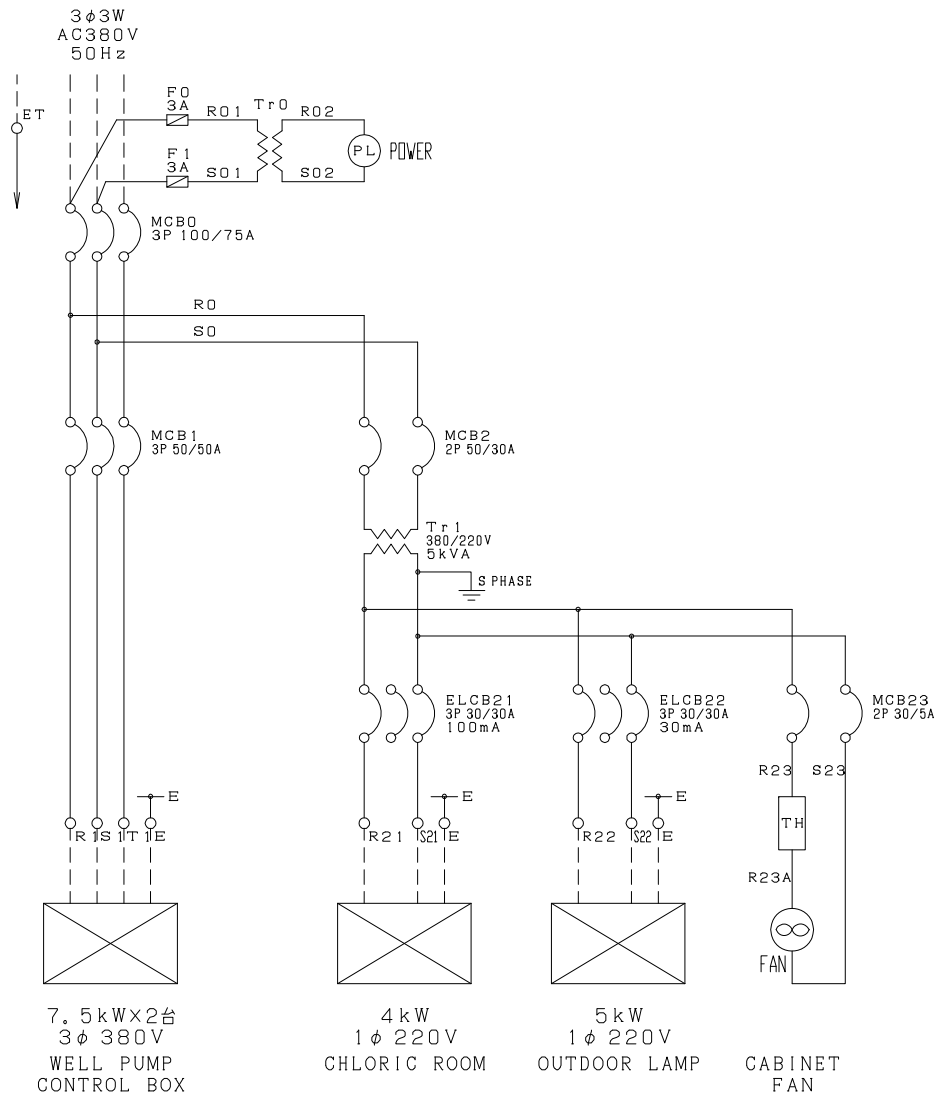 3φ3W
AC380V
50Hz
ET
F0
3A
R01
Tr0
R02
PL
POWER
F1
3A
S01
S02
MCB0
3P 100/75A
R0
S0
MCB1
3P 50/50A
MCB2
2P 50/30A
Tr1
380/220V
5kVA
S PHASE
ELCB21
3P 30/30A
100mA
ELCB22
3P 30/30A
30mA
MCB23
2P 30/5A
R23
S23
E
E
E
TH
R1
S1
T1
E
R21
S21
E
R22
S22
E
R23A
FAN
7.5kW×2台
3φ 380V
WELL PUMP
CONTROL BOX
4kW
1φ 220V
CHLORIC ROOM
5kW
1φ 220V
OUTDOOR LAMP
CABINET
FAN